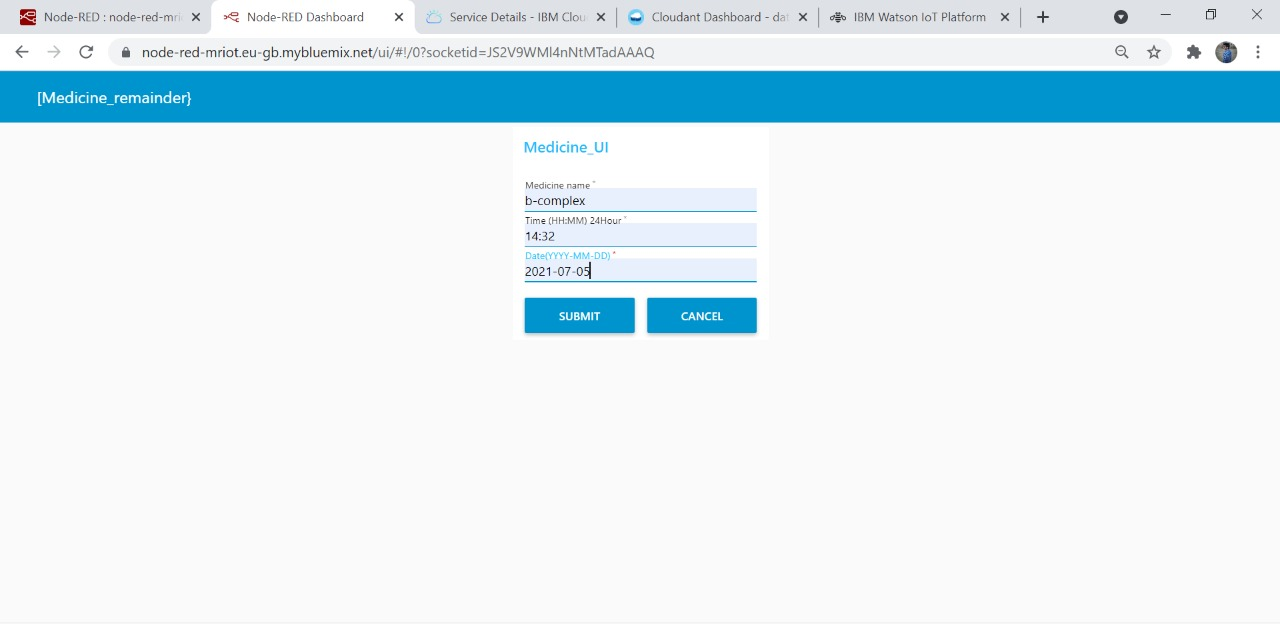 Node-RED : node-red-mri
Node-RED Dashboard
Service Details - IBM Clou
Cloudant Dashboard - dat
IBM Watson IoT Platform
node-red-mriot.eu-gb.mybluemix.net/ui/#!/0?socketid=JS2V9WMl4nNtMTadAAAQ
[Medicine_remainder}
Medicine_UI
Medicine name *
b-complex
Time (HH:MM) 24Hour *
14:32
Date(YYYY-MM-DD) *
2021-07-05
SUBMIT
CANCEL